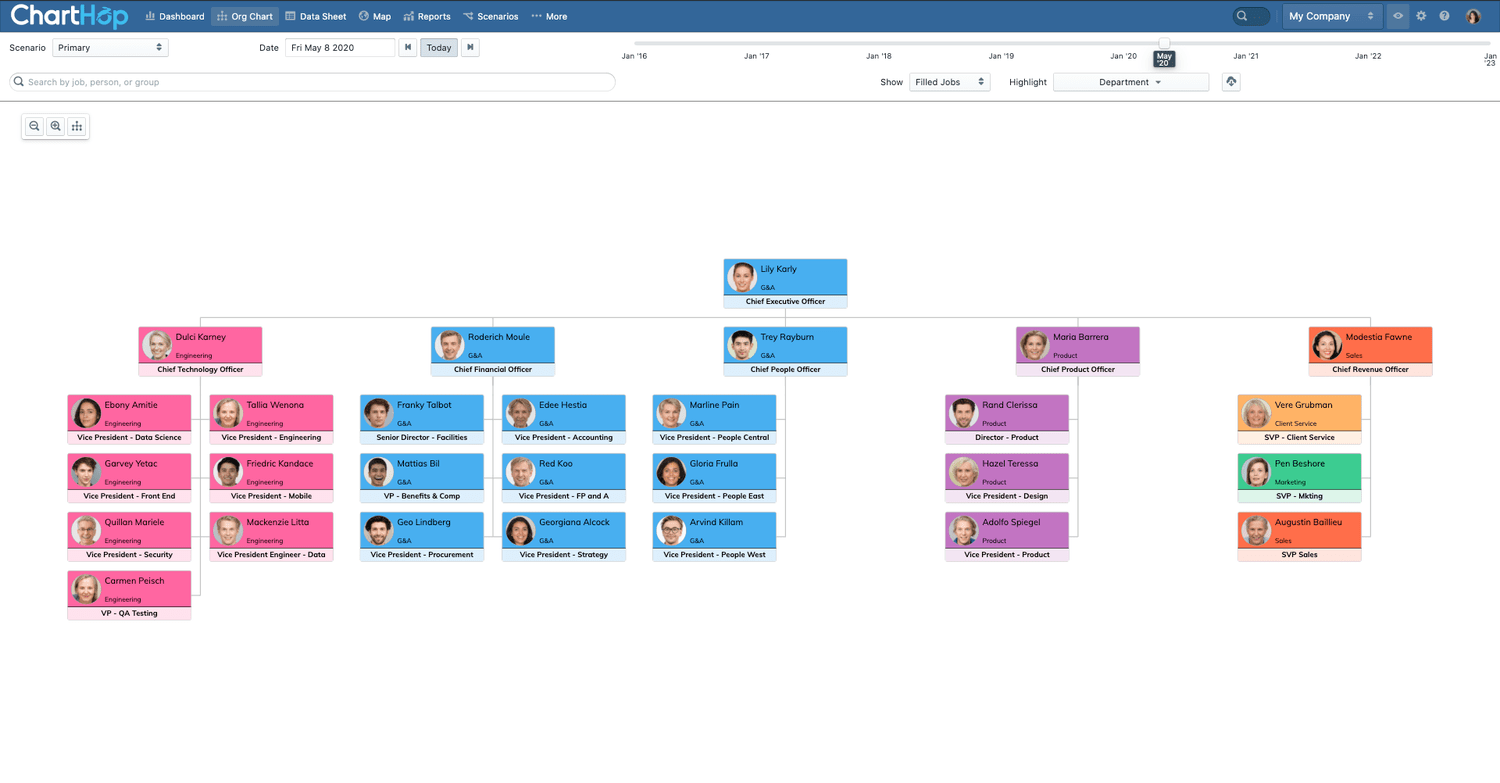 ChartHop
Dashboard Org Chart Data Sheet Map Reports Scenarios More My Company
Scenario Primary Date Fri May 8 2020 Today
Jan '16 Jan '17 Jan '18 Jan '19 Jan '20 May '20 Jan '21 Jan '22 Jan '23
Search by job, person, or group
Show Filled Jobs Highlight Department
Lily Karly
G&A
Chief Executive Officer
Dulci Karney
Engineering
Chief Technology Officer
Roderich Moule
G&A
Chief Financial Officer
Trey Rayburn
G&A
Chief People Officer
Maria Barrera
Product
Chief Product Officer
Modestia Fawne
Sales
Chief Revenue Officer
Ebony Amitie
Engineering
Vice President - Data Science
Tallia Wenona
Engineering
Vice President - Engineering
Franky Talbot
G&A
Senior Director - Facilities
Edee Hestia
G&A
Vice President - Accounting
Marline Pain
G&A
Vice President - People Central
Rand Clerissa
Product
Director - Product
Vere Grubman
Client Service
SVP - Client Service
Garvey Yetac
Engineering
Vice President - Front End
Friedric Kandace
Engineering
Vice President - Mobile
Mattias Bil
G&A
VP - Benefits & Comp
Red Koo
G&A
Vice President - FP and A
Gloria Frulla
G&A
Vice President - People East
Hazel Teressa
Product
Vice President - Design
Pen Beshore
Marketing
SVP - Mkting
Quillan Mariele
Engineering
Vice President - Security
Mackenzie Litta
Engineering
Vice President Engineer - Data
Geo Lindberg
G&A
Vice President - Procurement
Georgiana Alcock
G&A
Vice President - Strategy
Arvind Killam
G&A
Vice President - People West
Adolfo Spiegel
Product
Vice President - Product
Augustin Baillieu
Sales
SVP Sales
Carmen Peisch
Engineering
VP - QA Testing